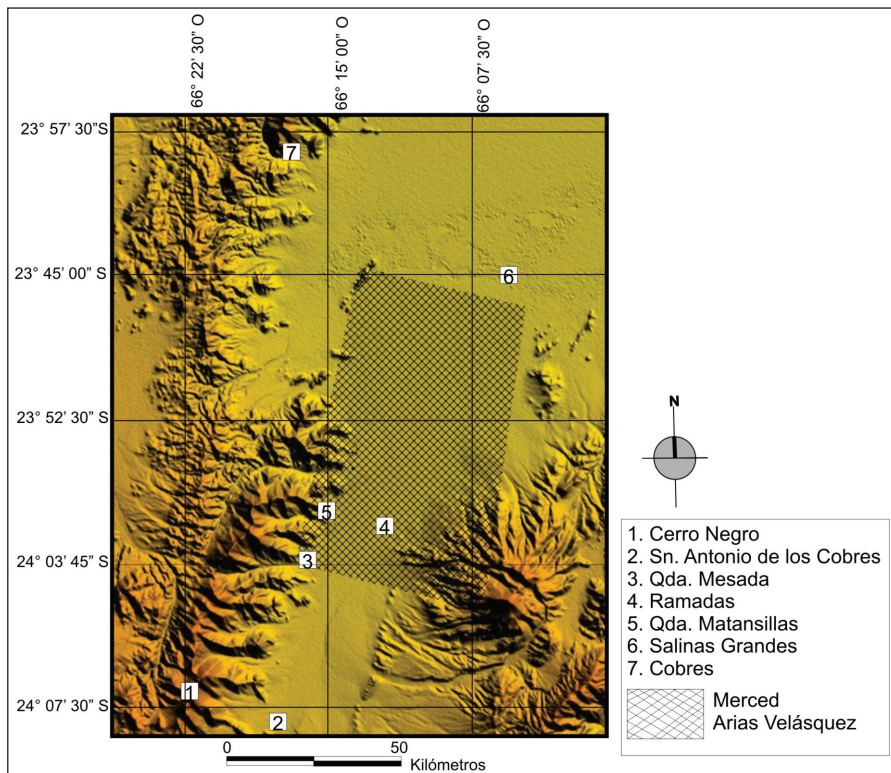 66° 22' 30" O
66° 15' 00" O
66° 07' 30" O
23° 57' 30"S
7
6
23° 45' 00" S
23° 52' 30" S
N
5
4
3
24° 03' 45" S
1
24° 07' 30" S
2
1. Cerro Negro
2. Sn. Antonio de los Cobres
3. Qda. Mesada
4. Ramadas
5. Qda. Matansillas
6. Salinas Grandes
7. Cobres
Merced
Arias Velásquez
0 50
Kilómetros